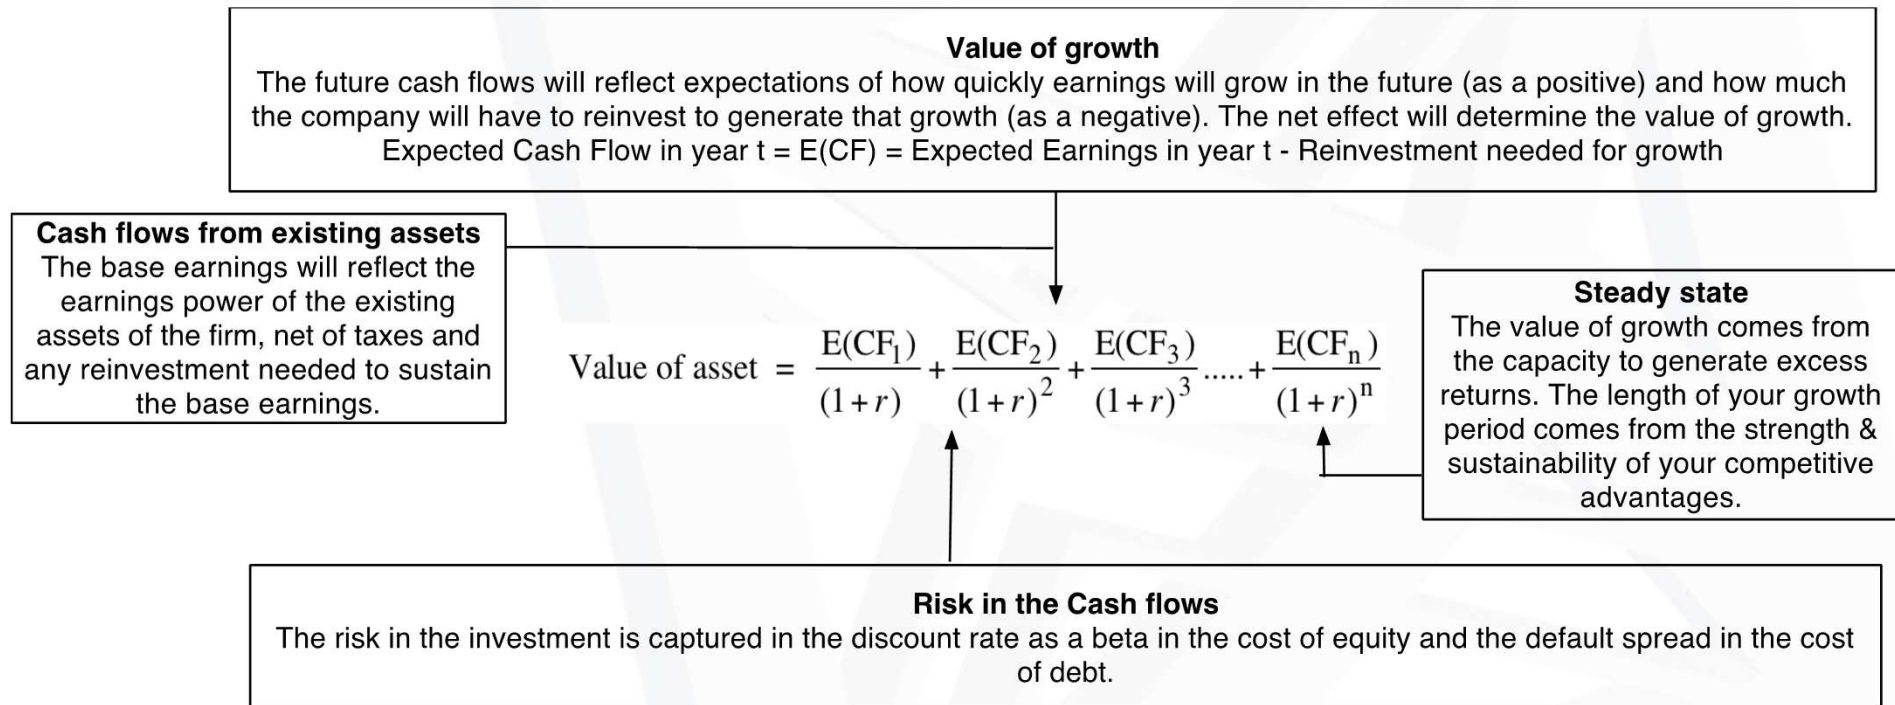 Value of growth
The future cash flows will reflect expectations of how quickly earnings will grow in the future (as a positive) and how much
the company will have to reinvest to generate that growth (as a negative). The net effect will determine the value of growth.
Expected Cash Flow in year t = E(CF) = Expected Earnings in year t - Reinvestment needed for growth
Cash flows from existing assets
The base earnings will reflect the
earnings power of the existing
assets of the firm, net of taxes and
any reinvestment needed to sustain
the base earnings.
Value of asset = E(CF₁)/(1+r) + E(CF₂)/(1+r)² + E(CF₃)/(1+r)³ ..... + E(CFₙ)/(1+r)ⁿ
Steady state
The value of growth comes from
the capacity to generate excess
returns. The length of your growth
period comes from the strength &
sustainability of your competitive
advantages.
Risk in the Cash flows
The risk in the investment is captured in the discount rate as a beta in the cost of equity and the default spread in the cost
of debt.